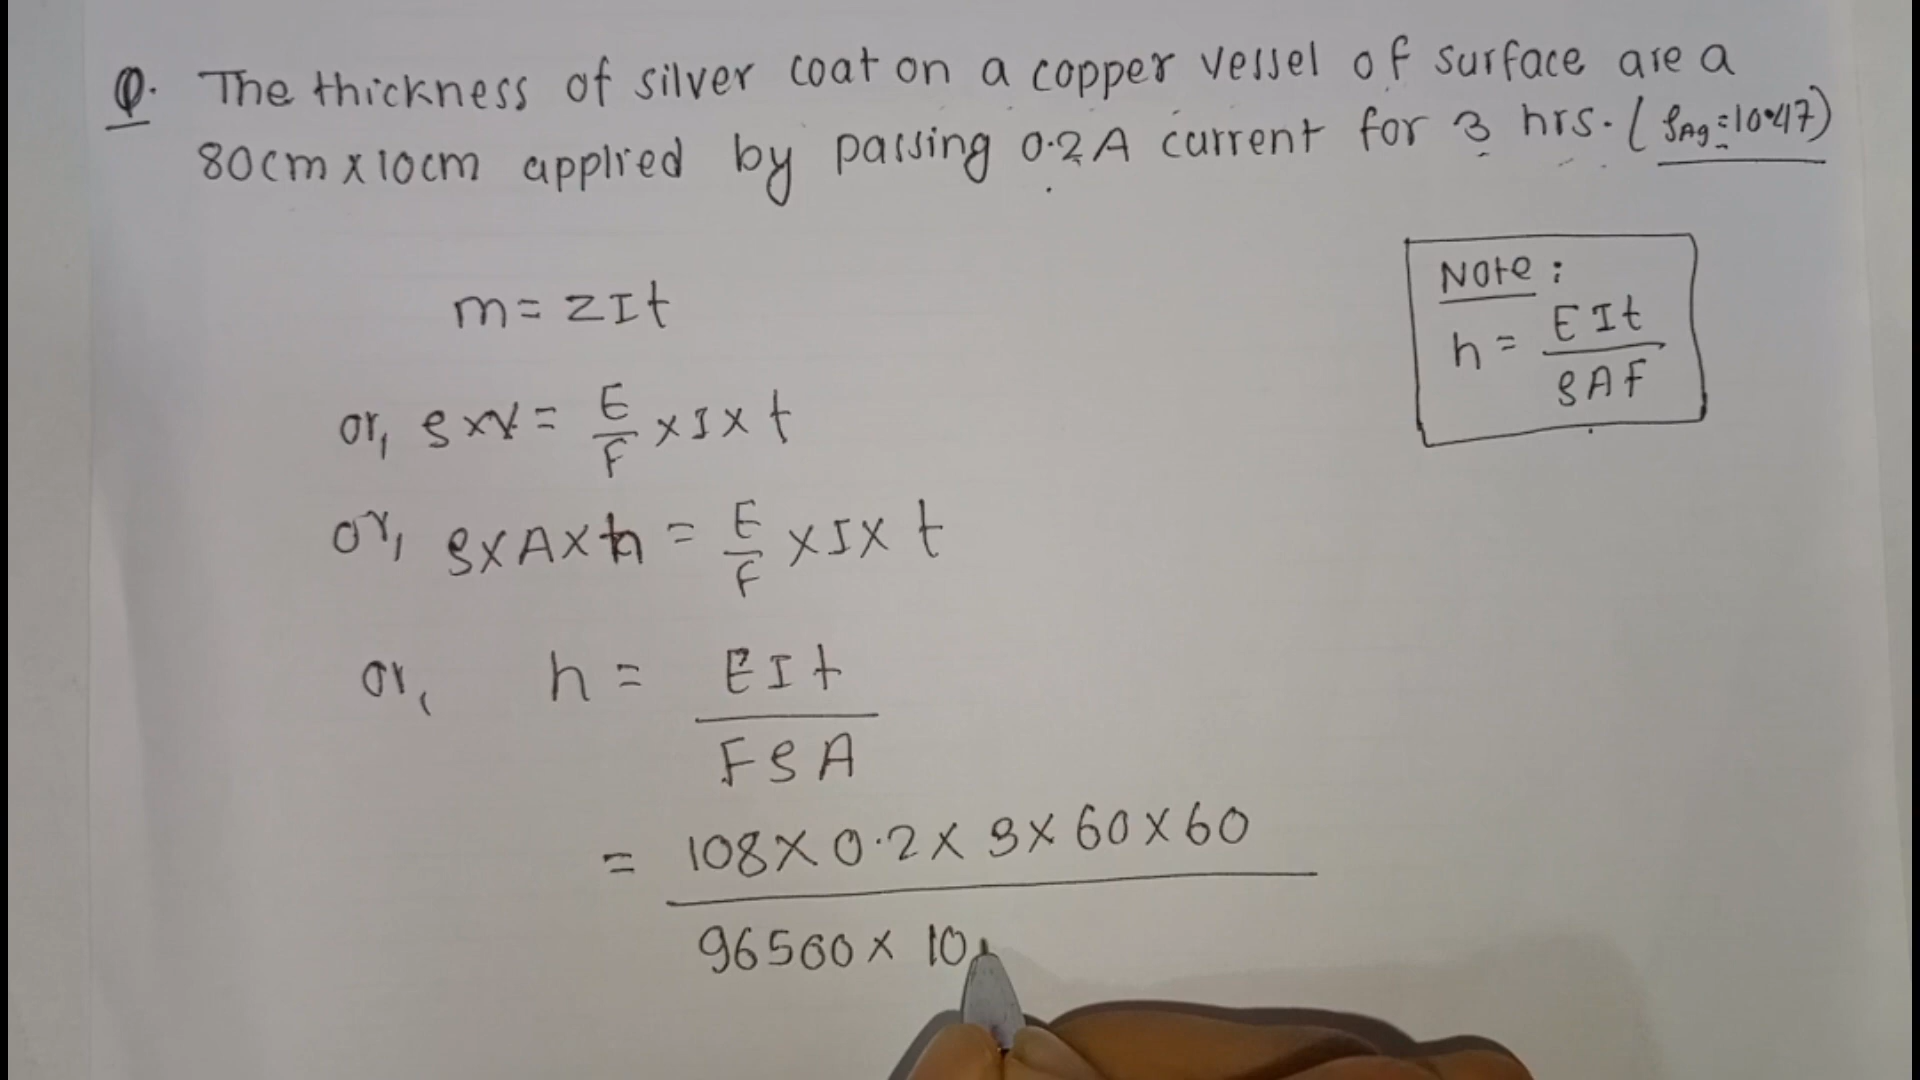 Q. The thickness of silver coat on a copper vessel of surface area
80cm x 10cm applied by passing 0.2A current for 3 hrs. (ρAg = 10.47)
Note:
h = EIt / ρAF
m = ZIt
or, ρ x V = E/F x I x t
or, ρ x A x h = E/F x I x t
or, h = EIt / FρA
= 108 x 0.2 x 3 x 60 x 60
96500 x 10